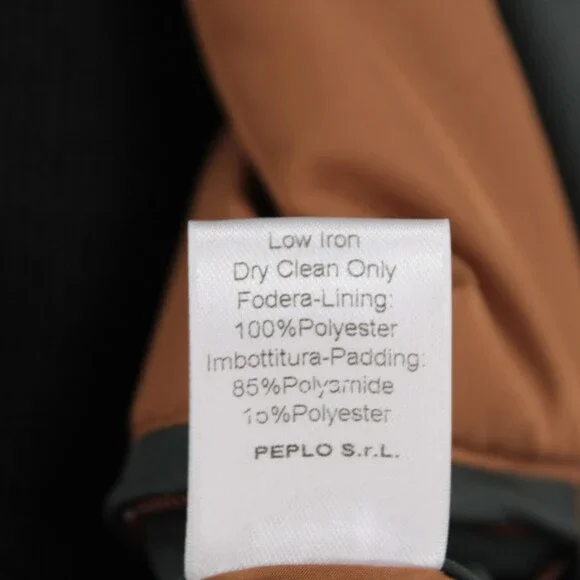 Low Iron
Dry Clean Only
Fodera-Lining:
100%Polyester
Imbottitura-Padding:
85%Polyamide
15%Polyester
PEPLO S.r.L.